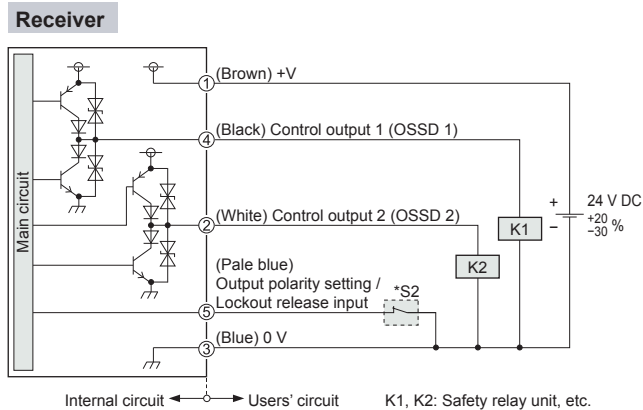 Receiver
Main circuit
1 (Brown) +V
4 (Black) Control output 1 (OSSD 1)
2 (White) Control output 2 (OSSD 2)
(Pale blue)
Output polarity setting /
5 Lockout release input
*S2
3 (Blue) 0 V
K1
K2
+
−
24 V DC
+20
−30 %
Internal circuit
Users' circuit
K1, K2: Safety relay unit, etc.